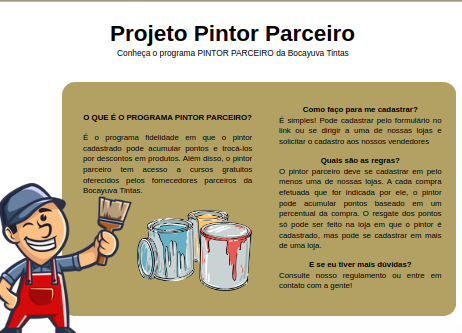 Projeto Pintor Parceiro
Conheça o programa PINTOR PARCEIRO da Bocayuva Tintas
O QUE É O PROGRAMA PINTOR PARCEIRO?
É o programa fidelidade em que o pintor
cadastrado pode acumular pontos e trocá-los
por descontos em produtos. Além disso, o pintor
parceiro tem acesso a cursos gratuitos
oferecidos pelos fornecedores parceiros da
Bocayuva Tintas.
Como faço para me cadastrar?
É simples! Pode cadastrar pelo formulário no
link ou se dirigir a uma de nossas lojas e
solicitar o cadastro aos nossos vendedores
Quais são as regras?
O pintor parceiro deve se cadastrar em pelo
menos uma de nossas lojas. A cada compra
efetuada que for indicada por ele, o pintor
pode acumular pontos baseado em um
percentual da compra. O resgate dos pontos
só pode ser feito na loja em que o pintor é
cadastrado, mas pode se cadastrar em mais
de uma loja.
E se eu tiver mais dúvidas?
Consulte nosso regulamento ou entre em
contato com a gente!